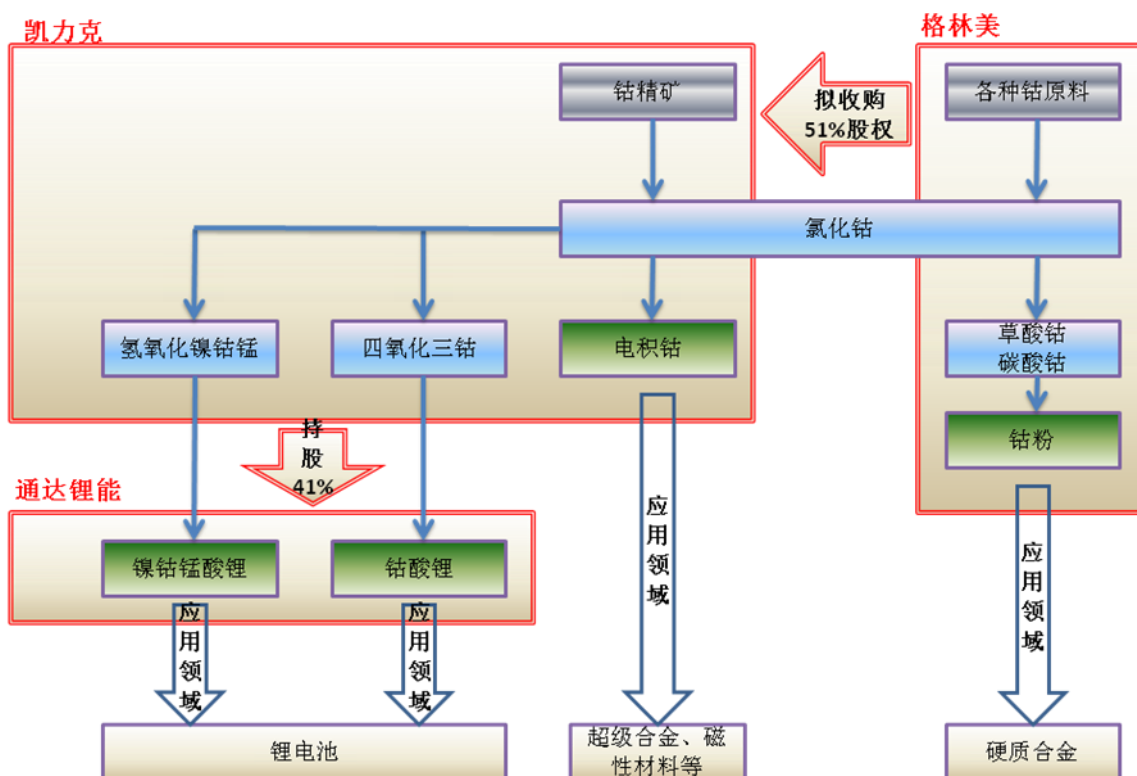 凯力克
格林美
钴精矿
拟收购
51%股权
各种钴原料
氯化钴
氢氧化镍钴锰
四氧化三钴
电积钴
草酸钴
碳酸钴
钴粉
持
股
41%
通达锂能
镍钴锰酸锂
钴酸锂
应
用
领
域
应
用
领
域
应
用
领
域
应
用
领
域
锂电池
超级合金、磁
性材料等
硬质合金